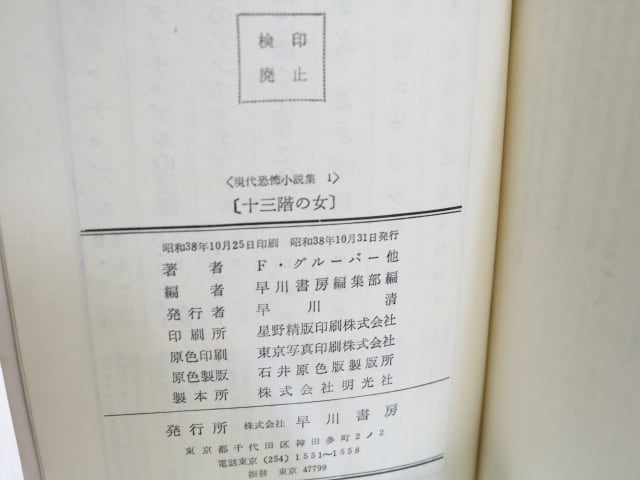 検印
廃止
〈現代恐怖小説集 1〉
〔十三階の女〕
昭和38年10月25日印刷 昭和38年10月31日発行
著者 F・グルーバー他
編者 早川書房編集部編
発行者 早川清
印刷所 星野精版印刷株式会社
原色印刷 東京写真印刷株式会社
原色製版 石井原色版製版所
製本所 株式会社明光社
発行所 株式会社 早川書房
東京都千代田区神田多町2ノ2
電話東京(254)1551〜1558
振替 東京 47799